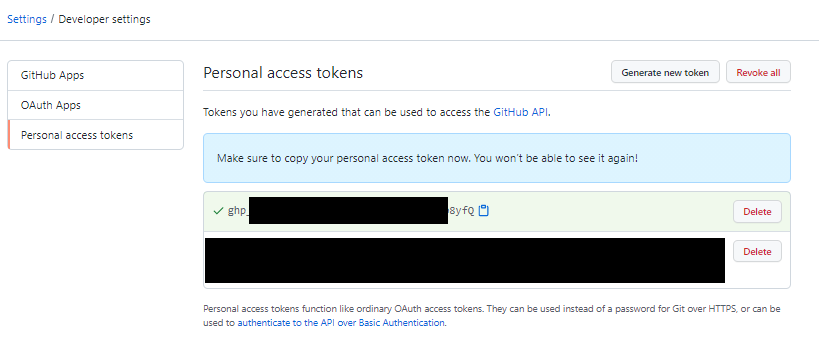 Settings / Developer settings
GitHub Apps
OAuth Apps
Personal access tokens
Personal access tokens
Generate new token
Revoke all
Tokens you have generated that can be used to access the GitHub API.
Make sure to copy your personal access token now. You won't be able to see it again!
ghp_ 8yfQ
Delete
Delete
Personal access tokens function like ordinary OAuth access tokens. They can be used instead of a password for Git over HTTPS, or can be
used to authenticate to the API over Basic Authentication.